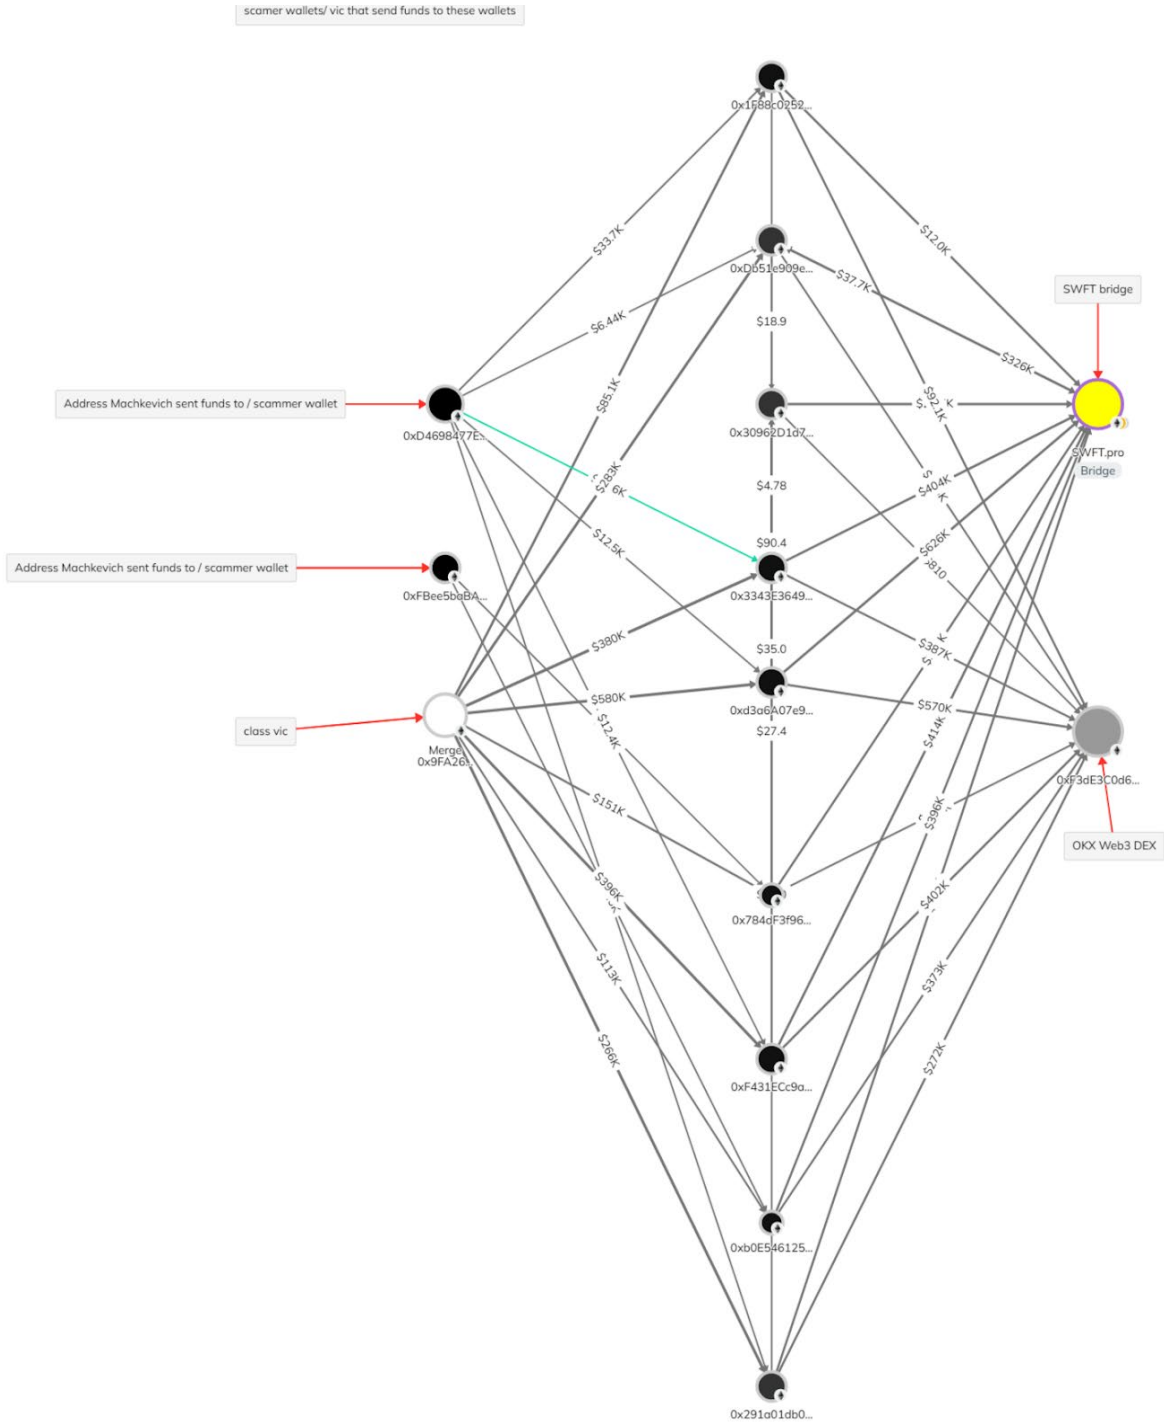 scamer wallets/ vic that send funds to these wallets
0x1F88c0252...
$33.7K
$12.0K
0xDb51e909e...
$37.7K
SWFT bridge
$6.44K
$18.9
$326K
Address Machkevich sent funds to / scammer wallet
$85.1K
$92.1K
0xD4698477E...
0x30962D1d7...
SWFT.pro
Bridge
$283K
$4.78
$404K
$12.5K
$90.4
$626K
$810
Address Machkevich sent funds to / scammer wallet
0x3343E3649...
$380K
$35.0
$387K
$580K
0xd3a6A07e9...
$570K
class vic
$12.4K
$27.4
$414K
Merge
0x9FA26...
0xF3dE3C0d6...
$151K
$396K
OKX Web3 DEX
$396K
$402K
0x784dF3f96...
$113K
$373K
$266K
$272K
0xF431ECc9a...
0xb0E546125...
0x291a01db0...